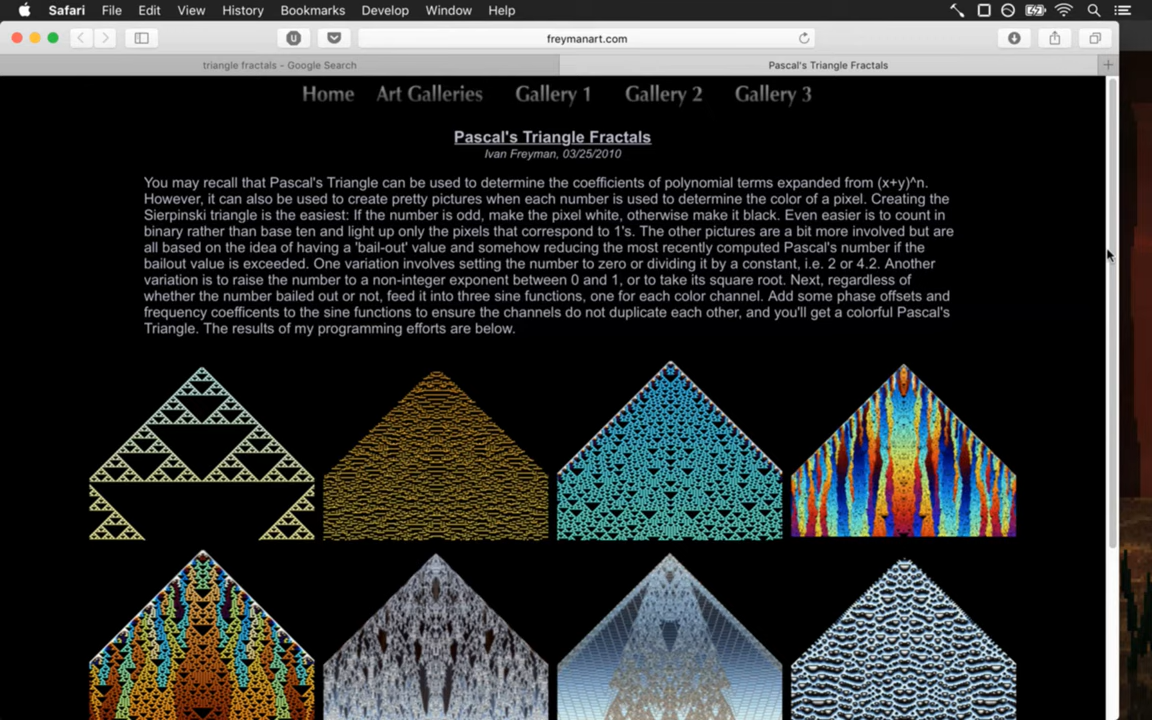 Safari File Edit View History Bookmarks Develop Window Help
freymanart.com
triangle fractals - Google Search
Pascal's Triangle Fractals
Home Art Galleries Gallery 1 Gallery 2 Gallery 3
Pascal's Triangle Fractals
Ivan Freyman, 03/25/2010
You may recall that Pascal's Triangle can be used to determine the coefficients of polynomial terms expanded from (x+y)^n.
However, it can also be used to create pretty pictures when each number is used to determine the color of a pixel. Creating the
Sierpinski triangle is the easiest: If the number is odd, make the pixel white, otherwise make it black. Even easier is to count in
binary rather than base ten and light up only the pixels that correspond to 1's. The other pictures are a bit more involved but are
all based on the idea of having a 'bail-out' value and somehow reducing the most recently computed Pascal's number if the
bailout value is exceeded. One variation involves setting the number to zero or dividing it by a constant, i.e. 2 or 4.2. Another
variation is to raise the number to a non-integer exponent between 0 and 1, or to take its square root. Next, regardless of
whether the number bailed out or not, feed it into three sine functions, one for each color channel. Add some phase offsets and
frequency coefficents to the sine functions to ensure the channels do not duplicate each other, and you'll get a colorful Pascal's
Triangle. The results of my programming efforts are below.